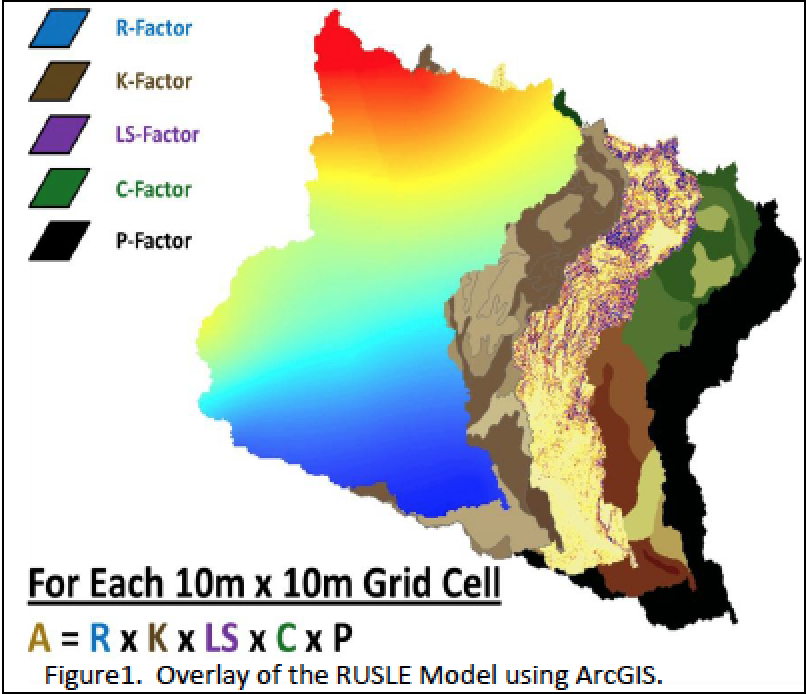 R-Factor
K-Factor
LS-Factor
C-Factor
P-Factor
For Each 10m x 10m Grid Cell
A = R x K x LS x C x P
Figure1. Overlay of the RUSLE Model using ArcGIS.